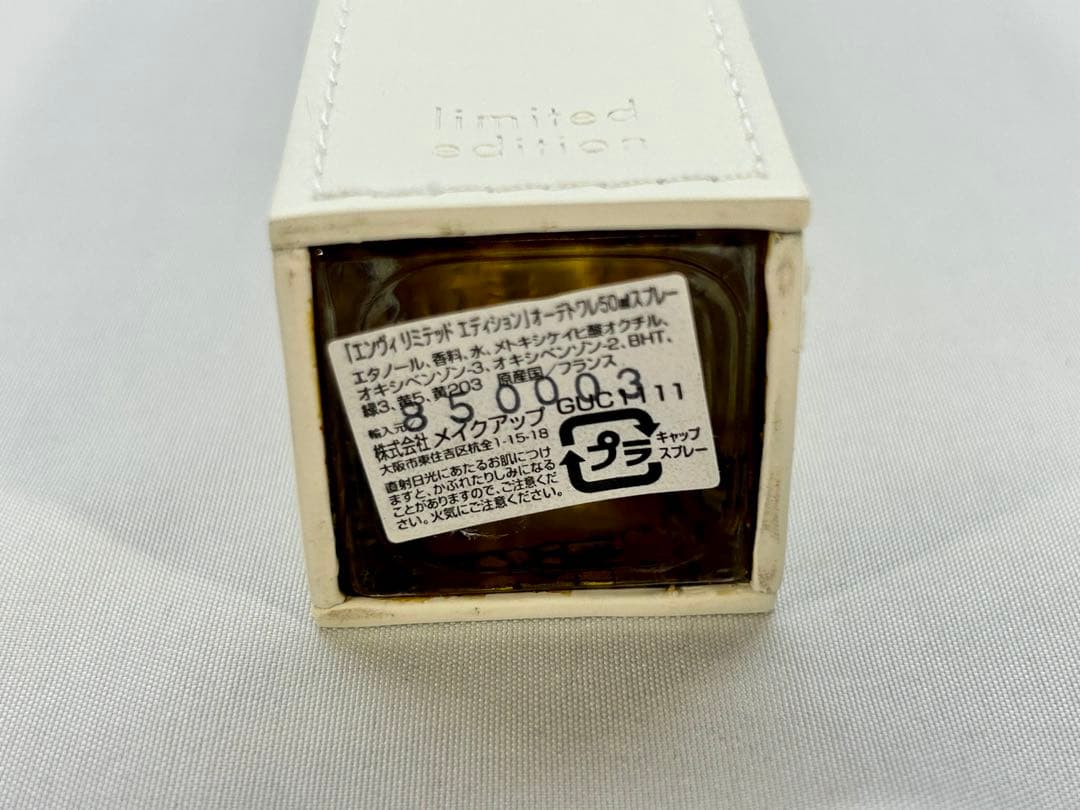 limited
edition
「エンヴィ リミテッド エディション」オーデトワレ50mlスプレー
エタノール、香料、水、メトキシケイヒ酸オクチル、
オキシベンゾン-3、オキシベンゾン-2、BHT、
緑3、黄5、黄203 原産国/フランス
850003
輸入元
株式会社 メイクアップ GUC1111
大阪市東住吉区杭全1-15-18
直射日光にあたるお肌につけ
ますと、かぶれたりしみになる
ことがありますので、ご注意くだ
さい。火気にご注意ください。
プラ
キャップ
スプレー